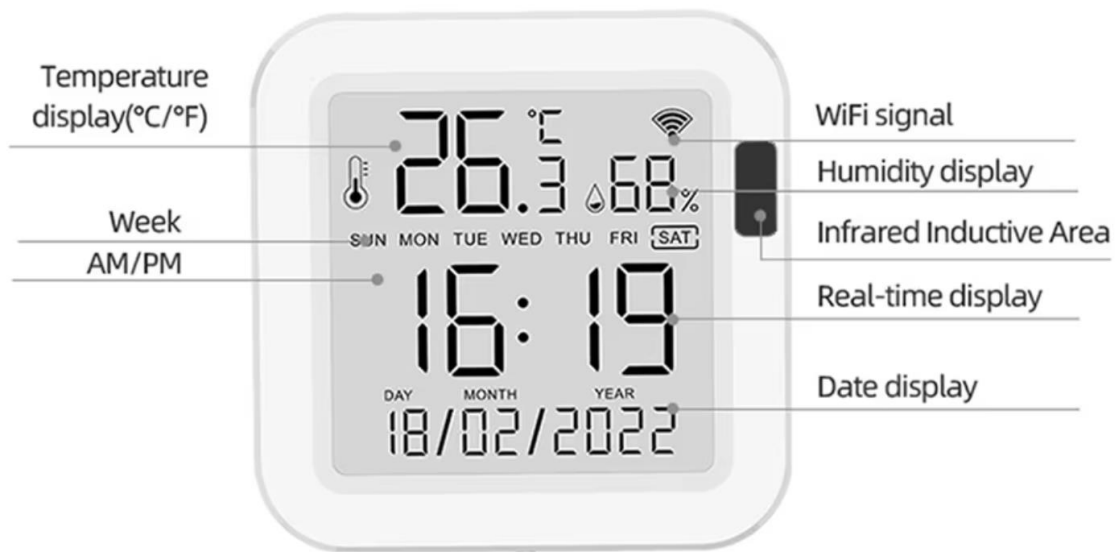 Temperature
display(°C/°F)
Week
AM/PM
26.3 °C
68%
SUN MON TUE WED THU FRI SAT
16:19
DAY MONTH YEAR
18/02/2022
WiFi signal
Humidity display
Infrared Inductive Area
Real-time display
Date display